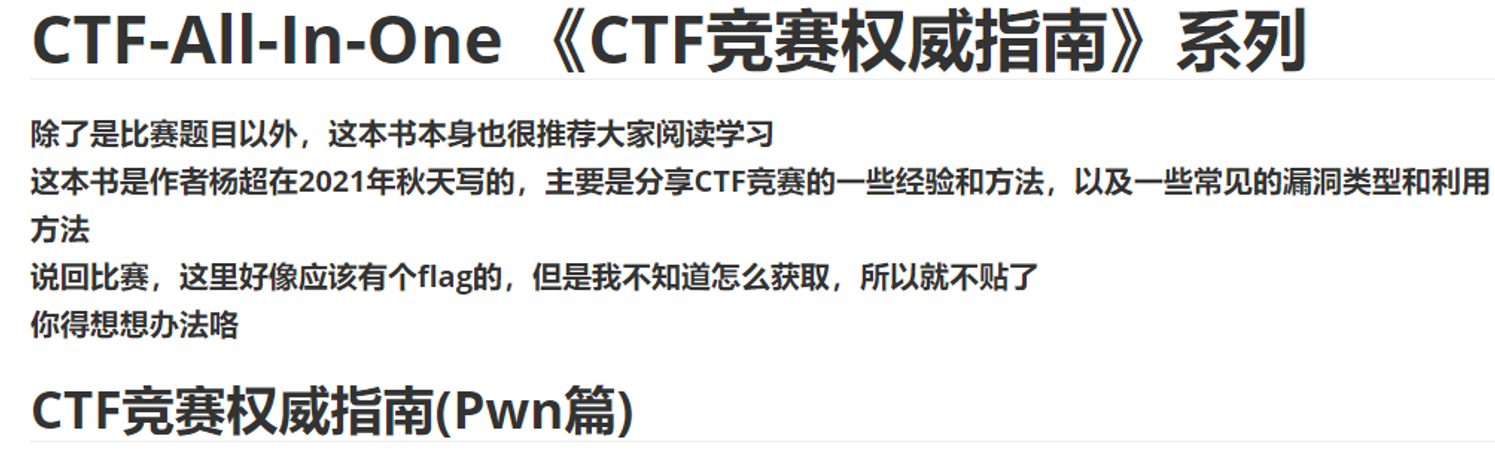 CTF-All-In-One 《CTF竞赛权威指南》系列
除了是比赛题目以外，这本书本身也很推荐大家阅读学习
这本书是作者杨超在2021年秋天写的，主要是分享CTF竞赛的一些经验和方法，以及一些常见的漏洞类型和利用
方法
说回比赛，这里好像应该有个flag的，但是我不知道怎么获取，所以就不贴了
你得想想办法咯
CTF竞赛权威指南(Pwn篇)